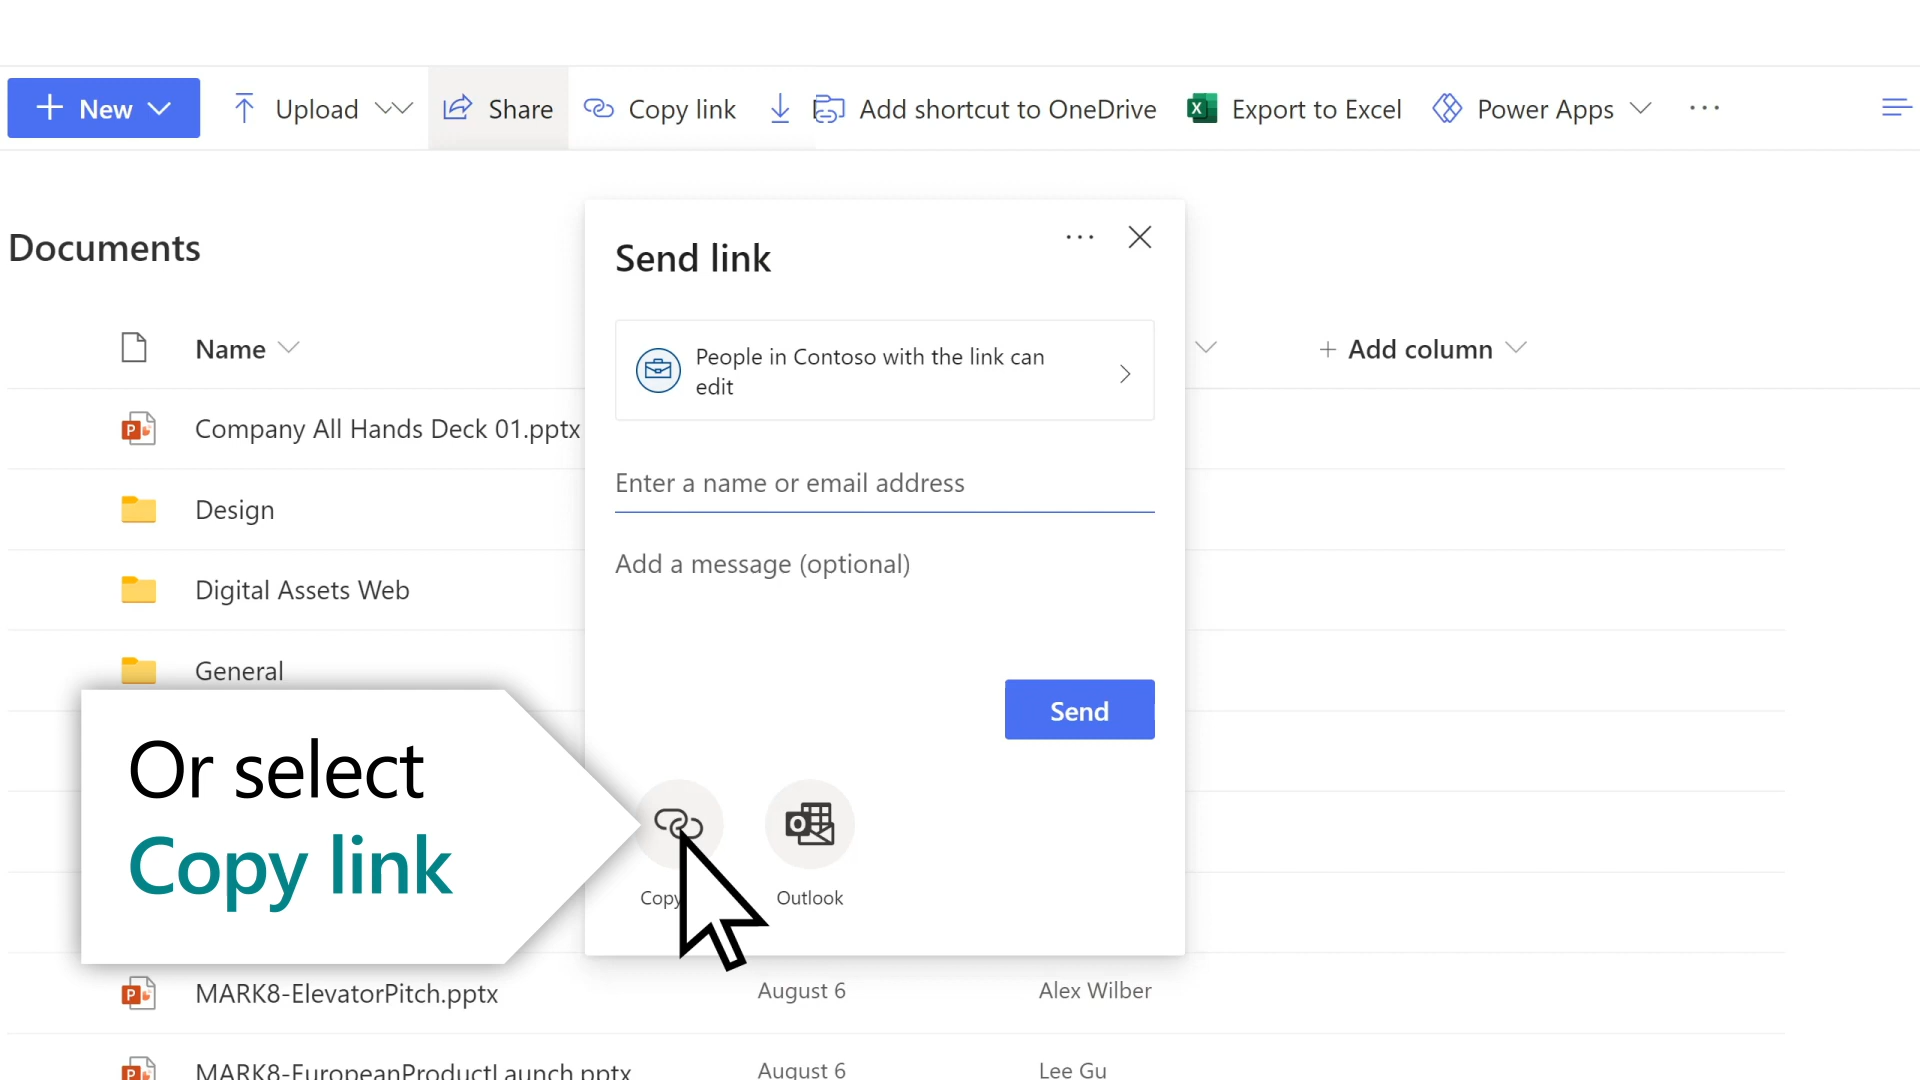 New
Upload
Share
Copy link
Add shortcut to OneDrive
Export to Excel
Power Apps
Documents
Name
Add column
Send link
People in Contoso with the link can
edit
Enter a name or email address
Add a message (optional)
Send
Copy
Outlook
Company All Hands Deck 01.pptx
Design
Digital Assets Web
General
Or select
Copy link
MARK8-ElevatorPitch.pptx August 6 Alex Wilber
MARK8-EuropeanProductLaunch.pptx August 6 Lee Gu